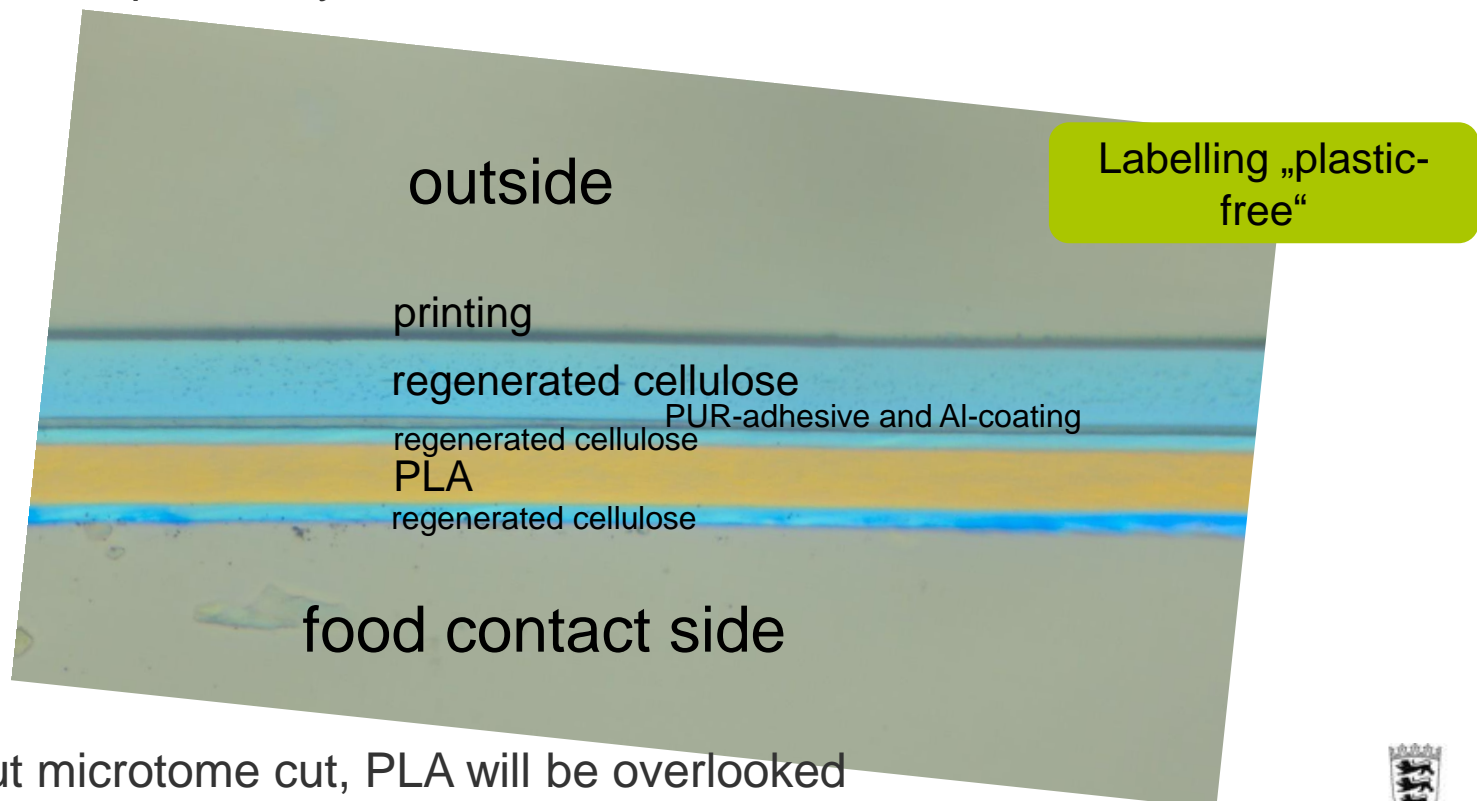 outside
Labelling „plastic-
free“
printing
regenerated cellulose
PUR-adhesive and Al-coating
regenerated cellulose
PLA
regenerated cellulose
food contact side
microtome cut, PLA will be overlooked